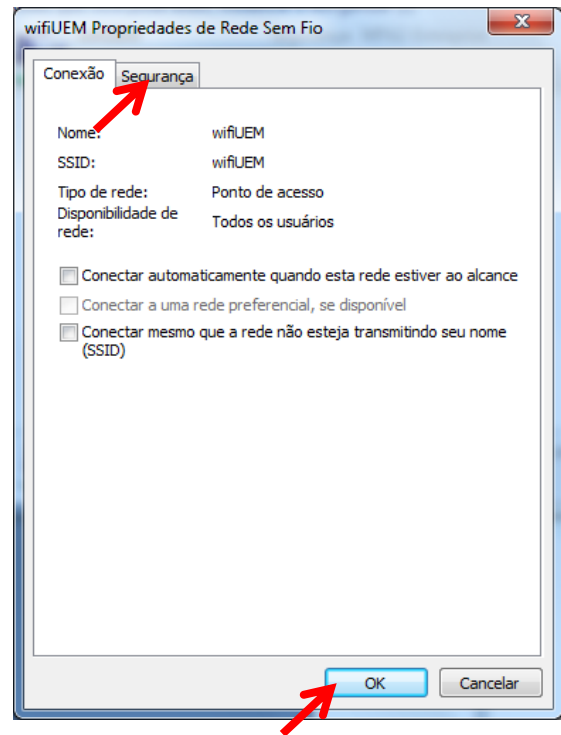 wifiUEM Propriedades de Rede Sem Fio
Conexão Segurança
Nome: wifiUEM
SSID: wifiUEM
Tipo de rede: Ponto de acesso
Disponibilidade de
rede: Todos os usuários
Conectar automaticamente quando esta rede estiver ao alcance
Conectar a uma rede preferencial, se disponível
Conectar mesmo que a rede não esteja transmitindo seu nome
(SSID)
OK Cancelar